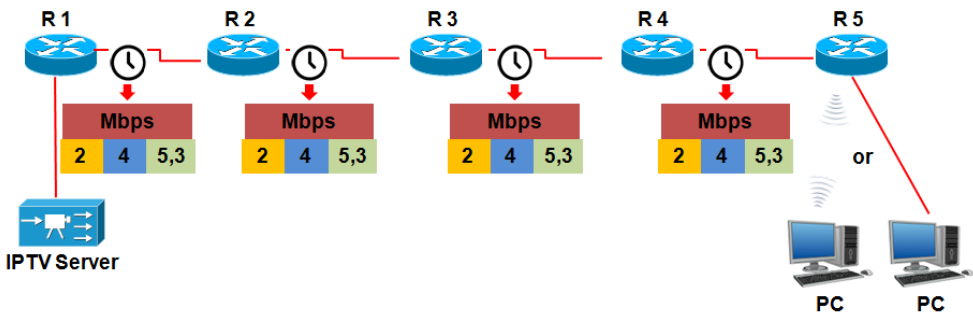 R 1 R 2 R 3 R 4 R 5
Mbps Mbps Mbps Mbps
2 4 5,3 2 4 5,3 2 4 5,3 2 4 5,3
or
IPTV Server
PC PC